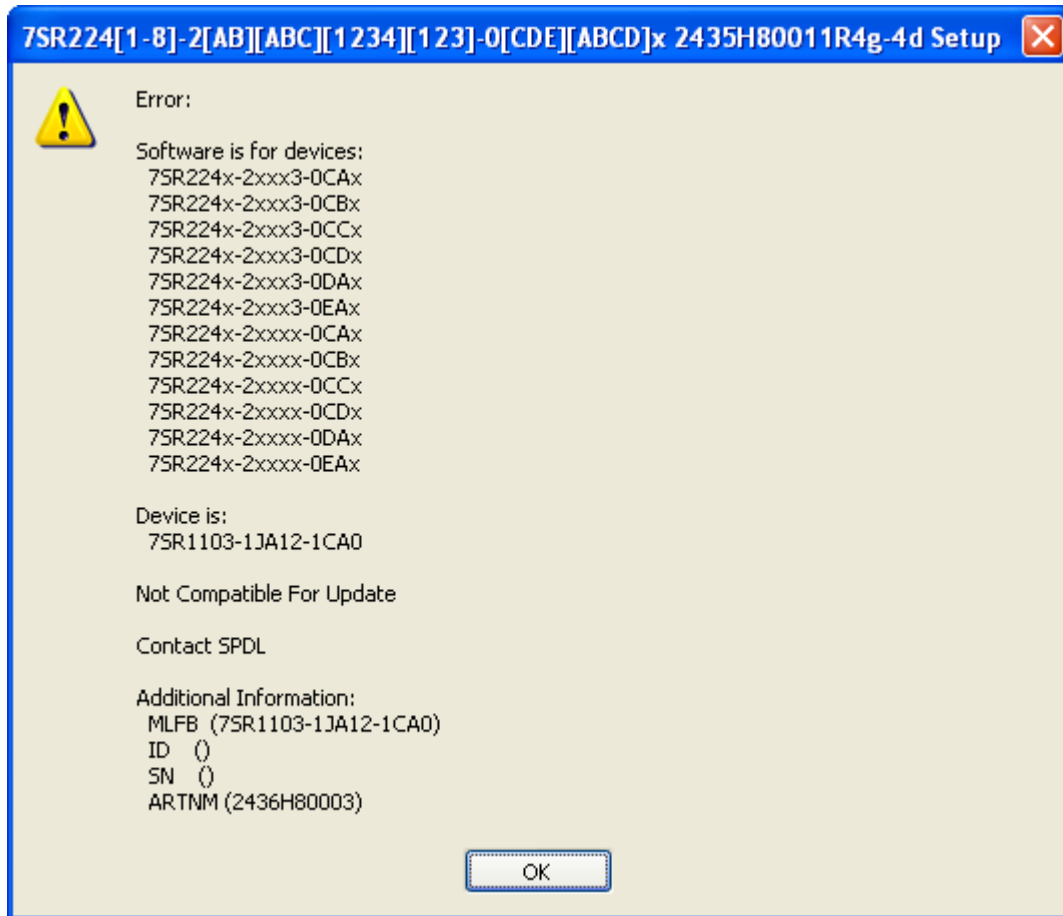 7SR224[1-8]-2[AB][ABC][1234][123]-0[CDE][ABCD]x 2435H80011R4g-4d Setup
Error:
Software is for devices:
7SR224x-2xxx3-0CAx
7SR224x-2xxx3-0CBx
7SR224x-2xxx3-0CCx
7SR224x-2xxx3-0CDx
7SR224x-2xxx3-0DAx
7SR224x-2xxx3-0EAx
7SR224x-2xxxx-0CAx
7SR224x-2xxxx-0CBx
7SR224x-2xxxx-0CCx
7SR224x-2xxxx-0CDx
7SR224x-2xxxx-0DAx
7SR224x-2xxxx-0EAx
Device is:
7SR1103-1JA12-1CA0
Not Compatible For Update
Contact SPDL
Additional Information:
MLFB (7SR1103-1JA12-1CA0)
ID ()
SN ()
ARTNM (2436H80003)
OK